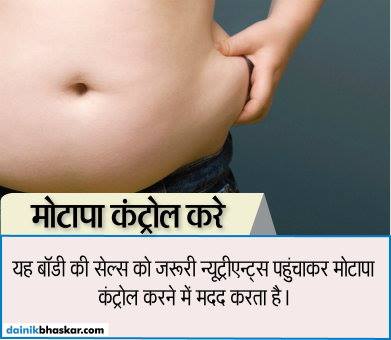 मोटापा कंट्रोल करे
यह बॉडी की सेल्स को जरूरी न्यूट्रीएन्ट्स पहुंचाकर मोटापा
कंट्रोल करने में मदद करता है।
dainikbhaskar.com